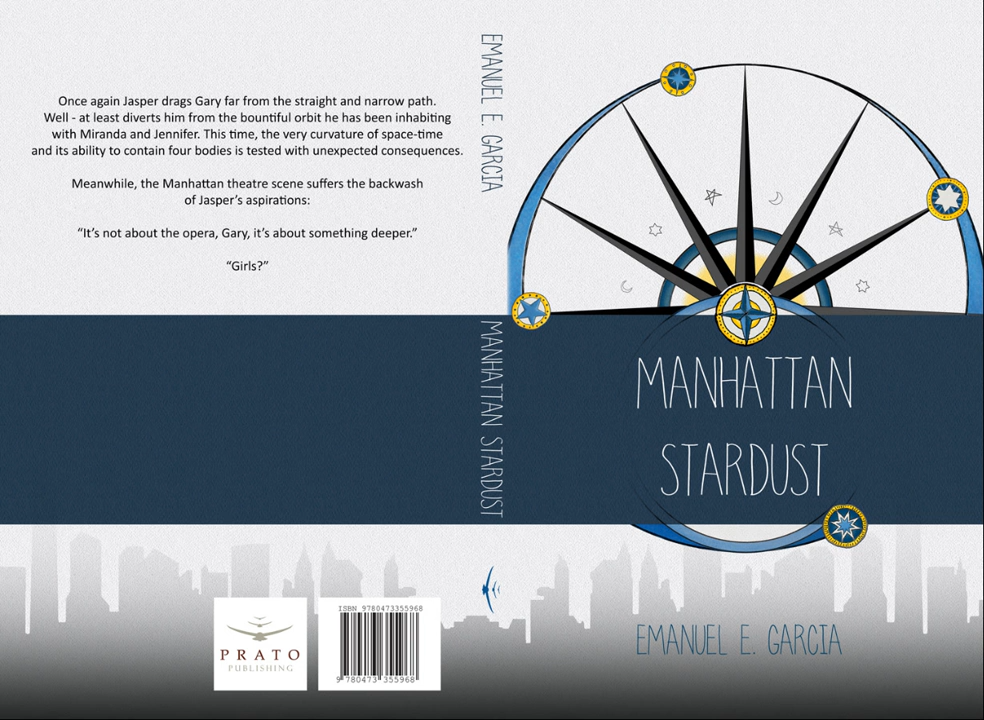 Once again Jasper drags Gary far from the straight and narrow path.
Well - at least diverts him from the bountiful orbit he has been inhabiting
with Miranda and Jennifer. This time, the very curvature of space-time
and its ability to contain four bodies is tested with unexpected consequences.
Meanwhile, the Manhattan theatre scene suffers the backwash
of Jasper's aspirations:
“It's not about the opera, Gary, it's about something deeper.”
“Girls?”
PRATO
PUBLISHING
ISBN 9780473355968
9 780473 355968
EMANUEL E. GARCIA
MANHATTAN STARDUST
MANHATTAN
STARDUST
EMANUEL E. GARCIA